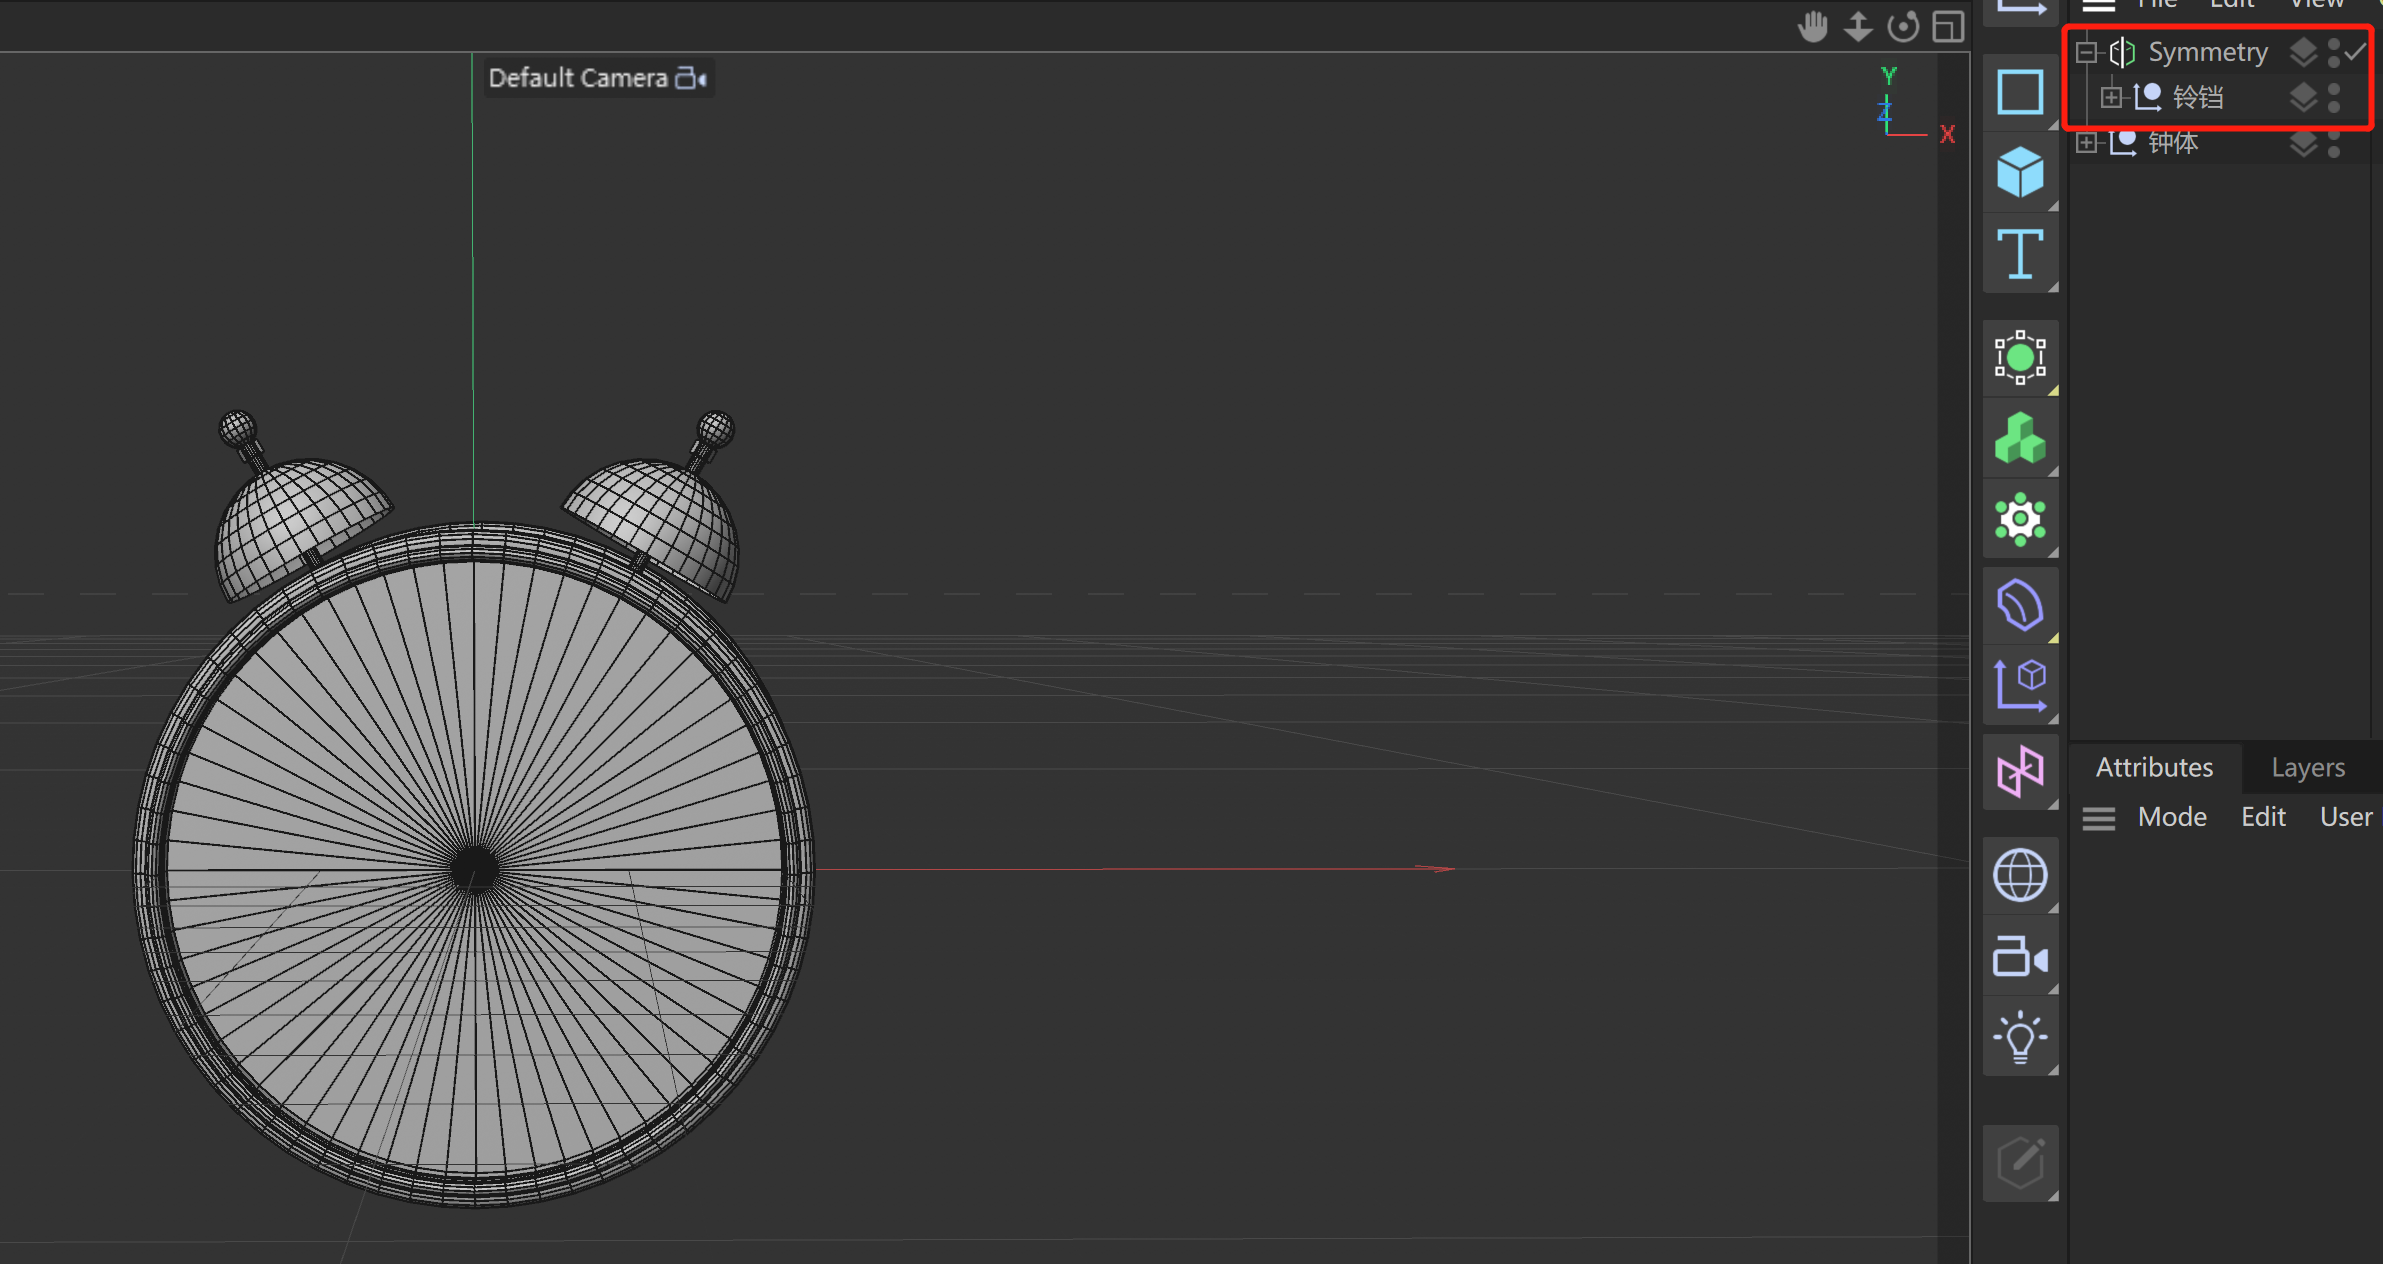 File Edit View
Default Camera
Y
Z
X
Symmetry
铃铛
钟体
Attributes Layers
Mode Edit User